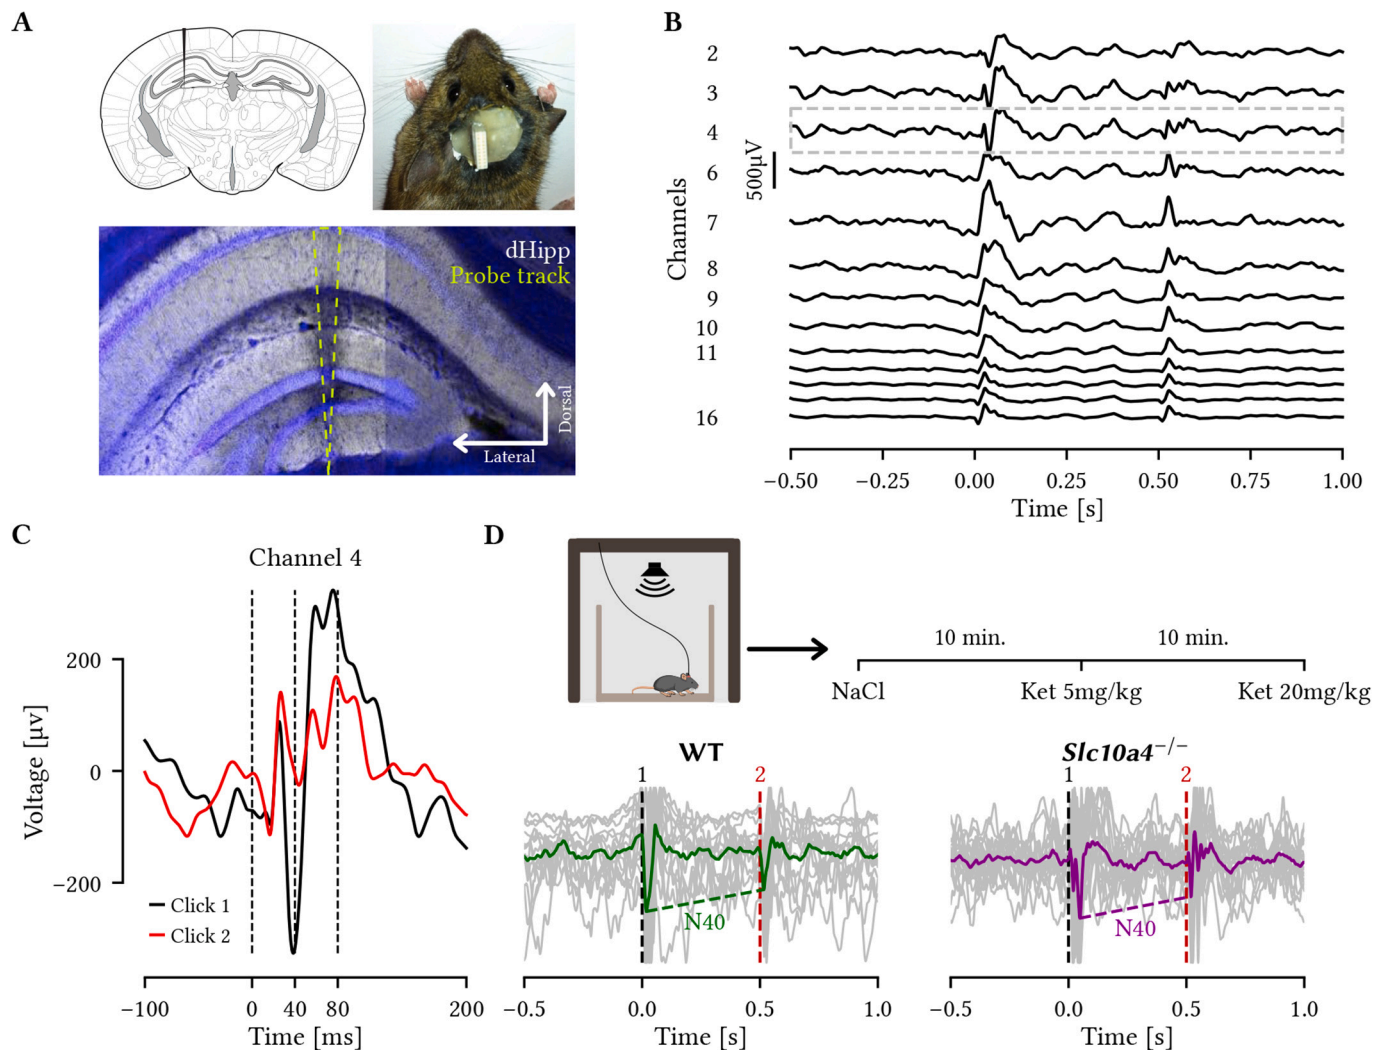 A
dHipp
Probe track
Dorsal
Lateral
B
Channels
2
3
4
6
7
8
9
10
11
16
500μV
−0.50 −0.25 0.00 0.25 0.50 0.75 1.00
Time [s]
C
Channel 4
Voltage [μv]
200
0
−200
Click 1
Click 2
−100 0 40 80 200
Time [ms]
D
10 min. 10 min.
NaCl Ket 5mg/kg Ket 20mg/kg
WT
1 2
N40
−0.5 0.0 0.5 1.0
Time [s]
Slc10a4−/−
1 2
N40
−0.5 0.0 0.5 1.0
Time [s]